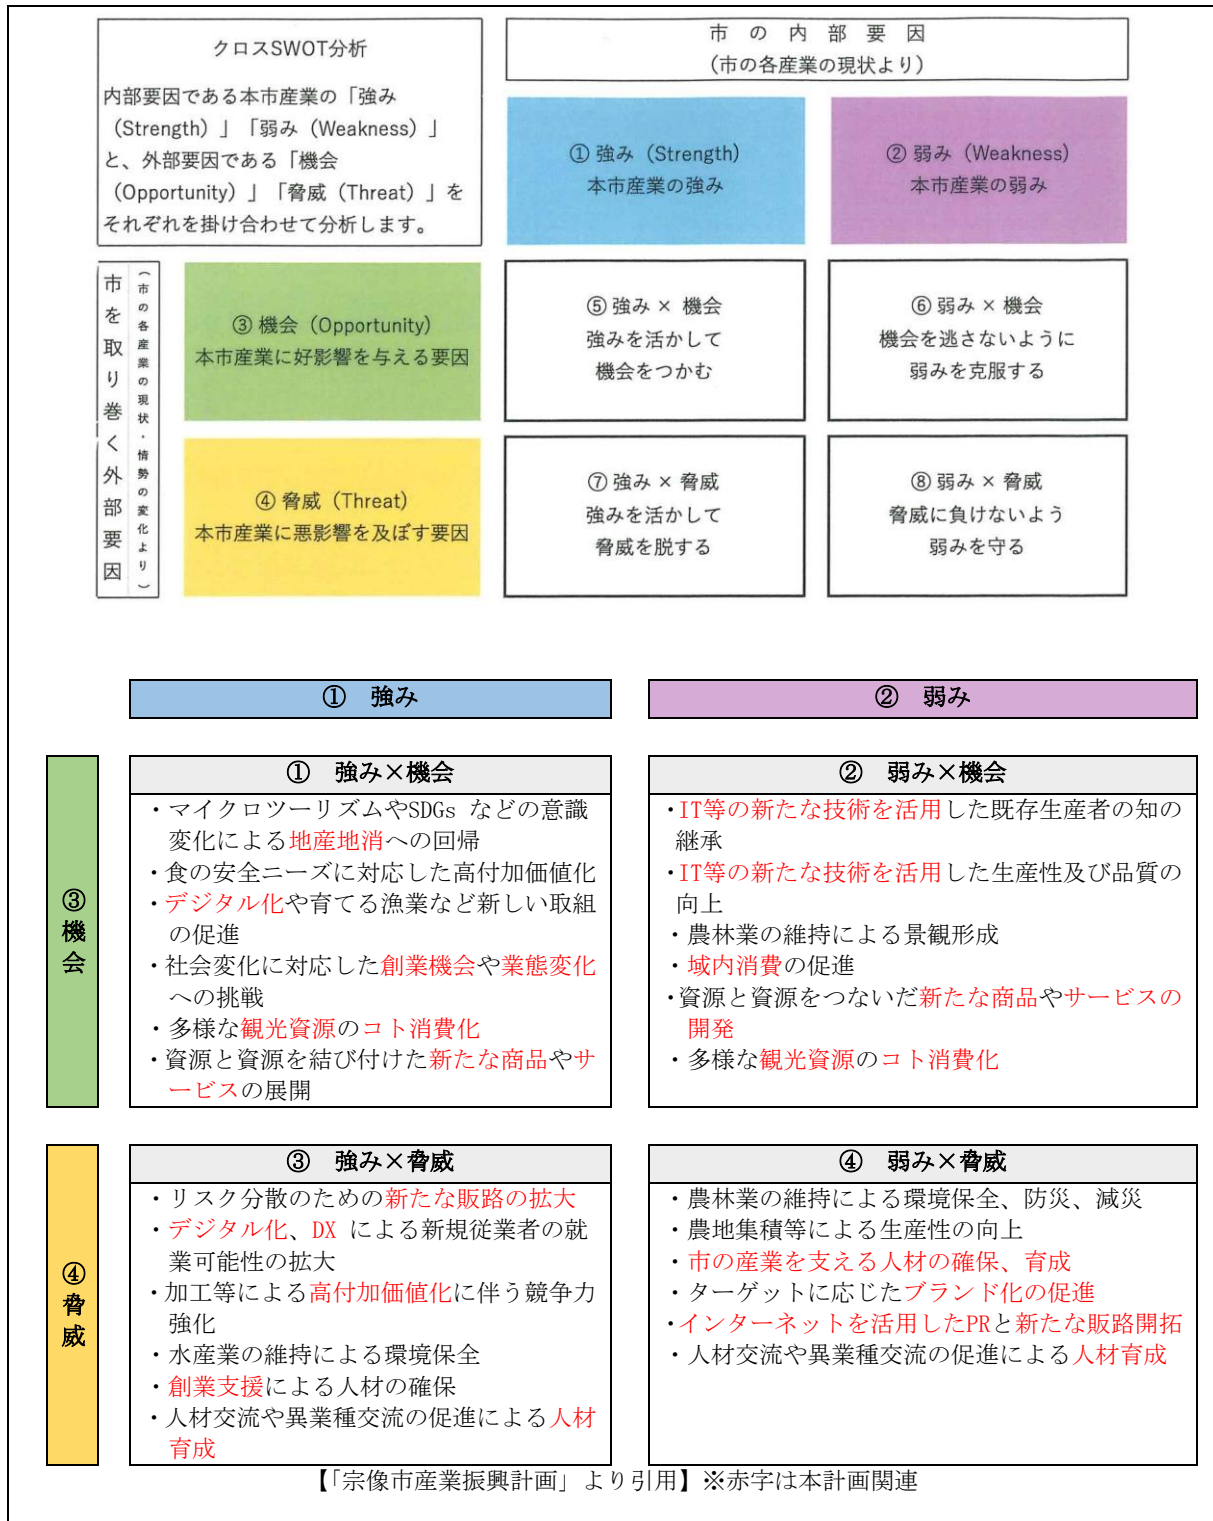 クロスSWOT分析
内部要因である本市産業の「強み
(Strength)」「弱み (Weakness)」
と、外部要因である「機会
(Opportunity)」「脅威 (Threat)」を
それぞれを掛け合わせて分析します。
市の内部要因
(市の各産業の現状より)
① 強み (Strength)
本市産業の強み
② 弱み (Weakness)
本市産業の弱み
市を取り巻く外部要因
(市の各産業の現状・情勢の変化より)
③ 機会 (Opportunity)
本市産業に好影響を与える要因
⑤ 強み × 機会
強みを活かして
機会をつかむ
⑥ 弱み × 機会
機会を逃さないように
弱みを克服する
④ 脅威 (Threat)
本市産業に悪影響を及ぼす要因
⑦ 強み × 脅威
強みを活かして
脅威を脱する
⑧ 弱み × 脅威
脅威に負けないよう
弱みを守る
① 強み
② 弱み
③機会
① 強み×機会
・マイクロツーリズムやSDGs などの意識
変化による地産地消への回帰
・食の安全ニーズに対応した高付加価値化
・デジタル化や育てる漁業など新しい取組
の促進
・社会変化に対応した創業機会や業態変化
への挑戦
・多様な観光資源のコト消費化
・資源と資源を結び付けた新たな商品やサ
ービスの展開
② 弱み×機会
・IT等の新たな技術を活用した既存生産者の知の
継承
・IT等の新たな技術を活用した生産性及び品質の
向上
・農林業の維持による景観形成
・域内消費の促進
・資源と資源をつないだ新たな商品やサービスの
開発
・多様な観光資源のコト消費化
④脅威
③ 強み×脅威
・リスク分散のための新たな販路の拡大
・デジタル化、DX による新規従業者の就
業可能性の拡大
・加工等による高付加価値化に伴う競争力
強化
・水産業の維持による環境保全
・創業支援による人材の確保
・人材交流や異業種交流の促進による人材
育成
④ 弱み×脅威
・農林業の維持による環境保全、防災、減災
・農地集積等による生産性の向上
・市の産業を支える人材の確保、育成
・ターゲットに応じたブランド化の促進
・インターネットを活用したPRと新たな販路開拓
・人材交流や異業種交流の促進による人材育成
【「宗像市産業振興計画」より引用】※赤字は本計画関連